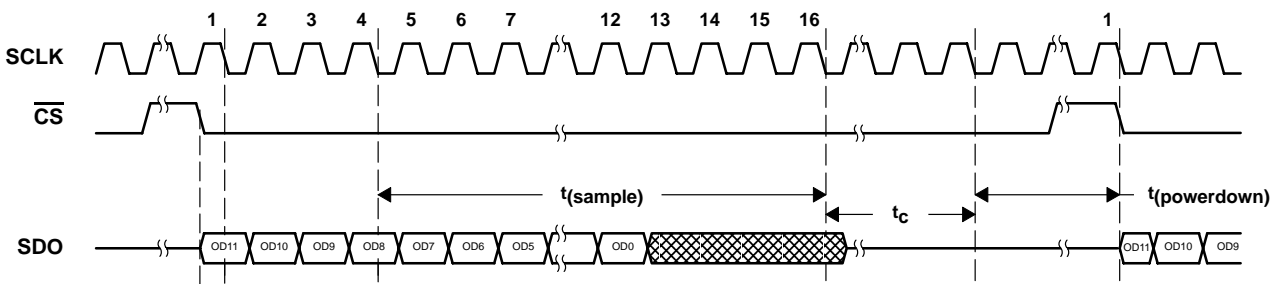 1 2 3 4 5 6 7 12 13 14 15 16 1
SCLK
CS
t(sample)
t(powerdown)
tc
SDO
OD11 OD10 OD9 OD8 OD7 OD6 OD5 OD0 OD11 OD10 OD9